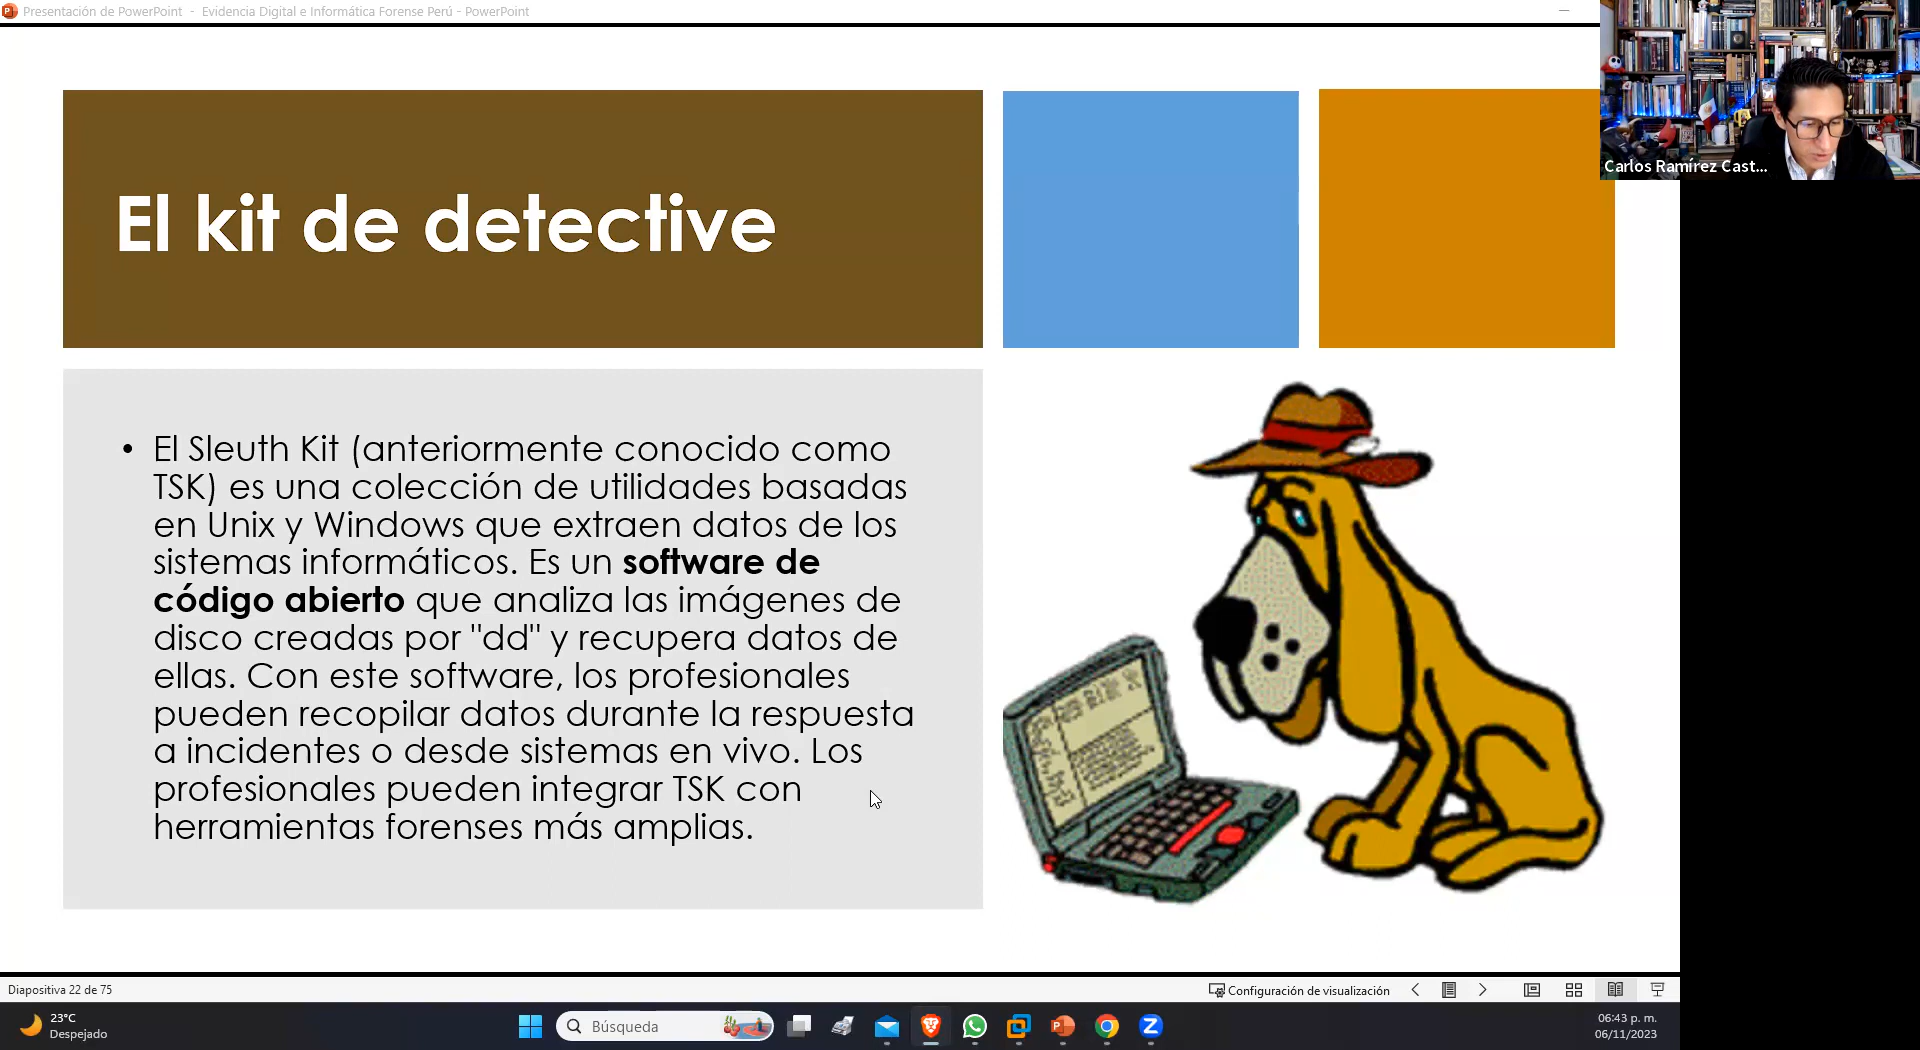 Presentación de PowerPoint - Evidencia Digital e Informática Forense Perú - PowerPoint
Carlos Ramírez Cast...
El kit de detective
• El Sleuth Kit (anteriormente conocido como
TSK) es una colección de utilidades basadas
en Unix y Windows que extraen datos de los
sistemas informáticos. Es un software de
código abierto que analiza las imágenes de
disco creadas por "dd" y recupera datos de
ellas. Con este software, los profesionales
pueden recopilar datos durante la respuesta
a incidentes o desde sistemas en vivo. Los
profesionales pueden integrar TSK con
herramientas forenses más amplias.
Diapositiva 22 de 75
Configuración de visualización
23°C
Despejado
Búsqueda
06:43 p. m.
06/11/2023